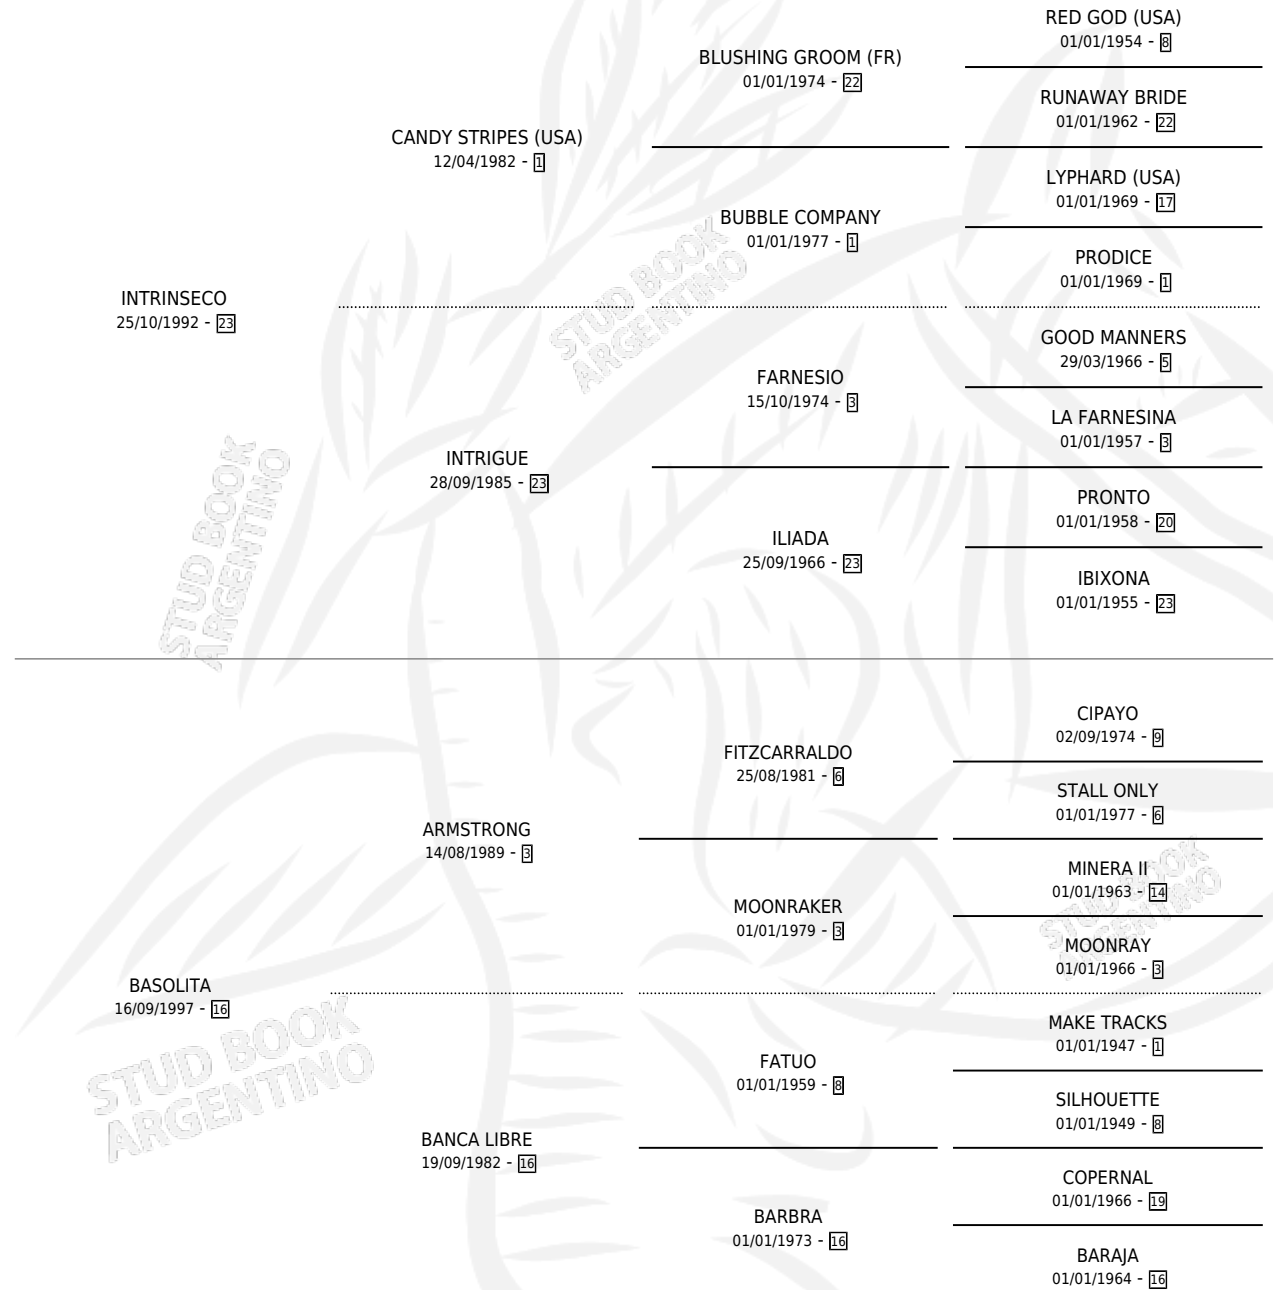 RED GOD (USA)
01/01/1954 - 8
BLUSHING GROOM (FR)
01/01/1974 - 22
RUNAWAY BRIDE
01/01/1962 - 22
CANDY STRIPES (USA)
12/04/1982 - 1
LYPHARD (USA)
01/01/1969 - 17
BUBBLE COMPANY
01/01/1977 - 1
PRODICE
01/01/1969 - 1
INTRINSECO
25/10/1992 - 23
STUD BOOK
ARGENTINO
GOOD MANNERS
29/03/1966 - 5
FARNESIO
15/10/1974 - 3
LA FARNESINA
01/01/1957 - 3
INTRIGUE
28/09/1985 - 23
PRONTO
01/01/1958 - 20
ILIADA
25/09/1966 - 23
IBIXONA
01/01/1955 - 23
STUD BOOK
ARGENTINO
CIPAYO
02/09/1974 - 9
FITZCARRALDO
25/08/1981 - 6
STALL ONLY
01/01/1977 - 6
ARMSTRONG
14/08/1989 - 3
MINERA II
01/01/1963 - 14
STUD BOOK
ARGENTINO
MOONRAKER
01/01/1979 - 3
MOONRAY
01/01/1966 - 3
BASOLITA
16/09/1997 - 16
STUD BOOK
ARGENTINO
MAKE TRACKS
01/01/1947 - 1
FATUO
01/01/1959 - 8
SILHOUETTE
01/01/1949 - 8
BANCA LIBRE
19/09/1982 - 16
COPERNAL
01/01/1966 - 19
BARBRA
01/01/1973 - 16
BARAJA
01/01/1964 - 16